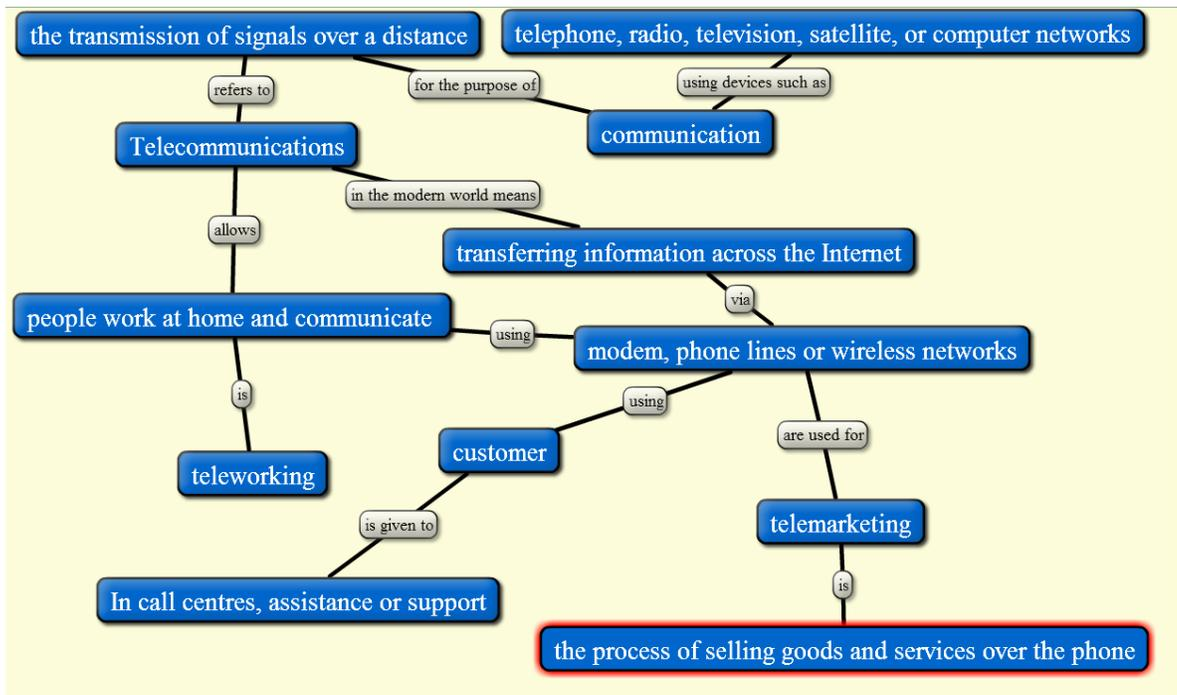 the transmission of signals over a distance
telephone, radio, television, satellite, or computer networks
refers to
for the purpose of
using devices such as
Telecommunications
communication
in the modern world means
allows
transferring information across the Internet
via
people work at home and communicate
using
modem, phone lines or wireless networks
is
using
are used for
customer
teleworking
is given to
telemarketing
is
In call centres, assistance or support
the process of selling goods and services over the phone